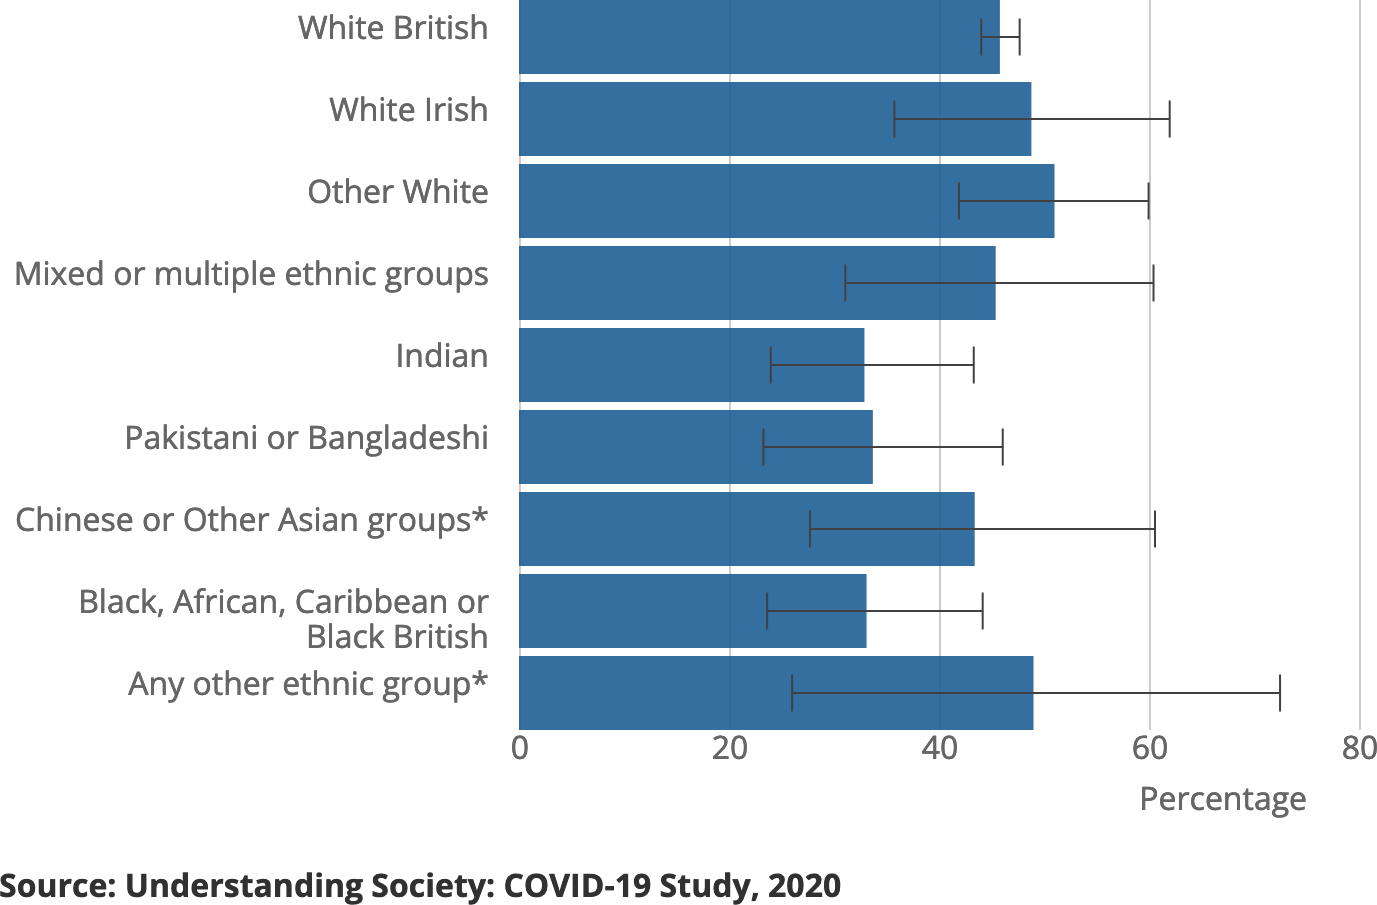 White British
White Irish
Other White
Mixed or multiple ethnic groups
Indian
Pakistani or Bangladeshi
Chinese or Other Asian groups*
Black, African, Caribbean or
Black British
Any other ethnic group*
0 20 40 60 80
Percentage
Source: Understanding Society: COVID-19 Study, 2020